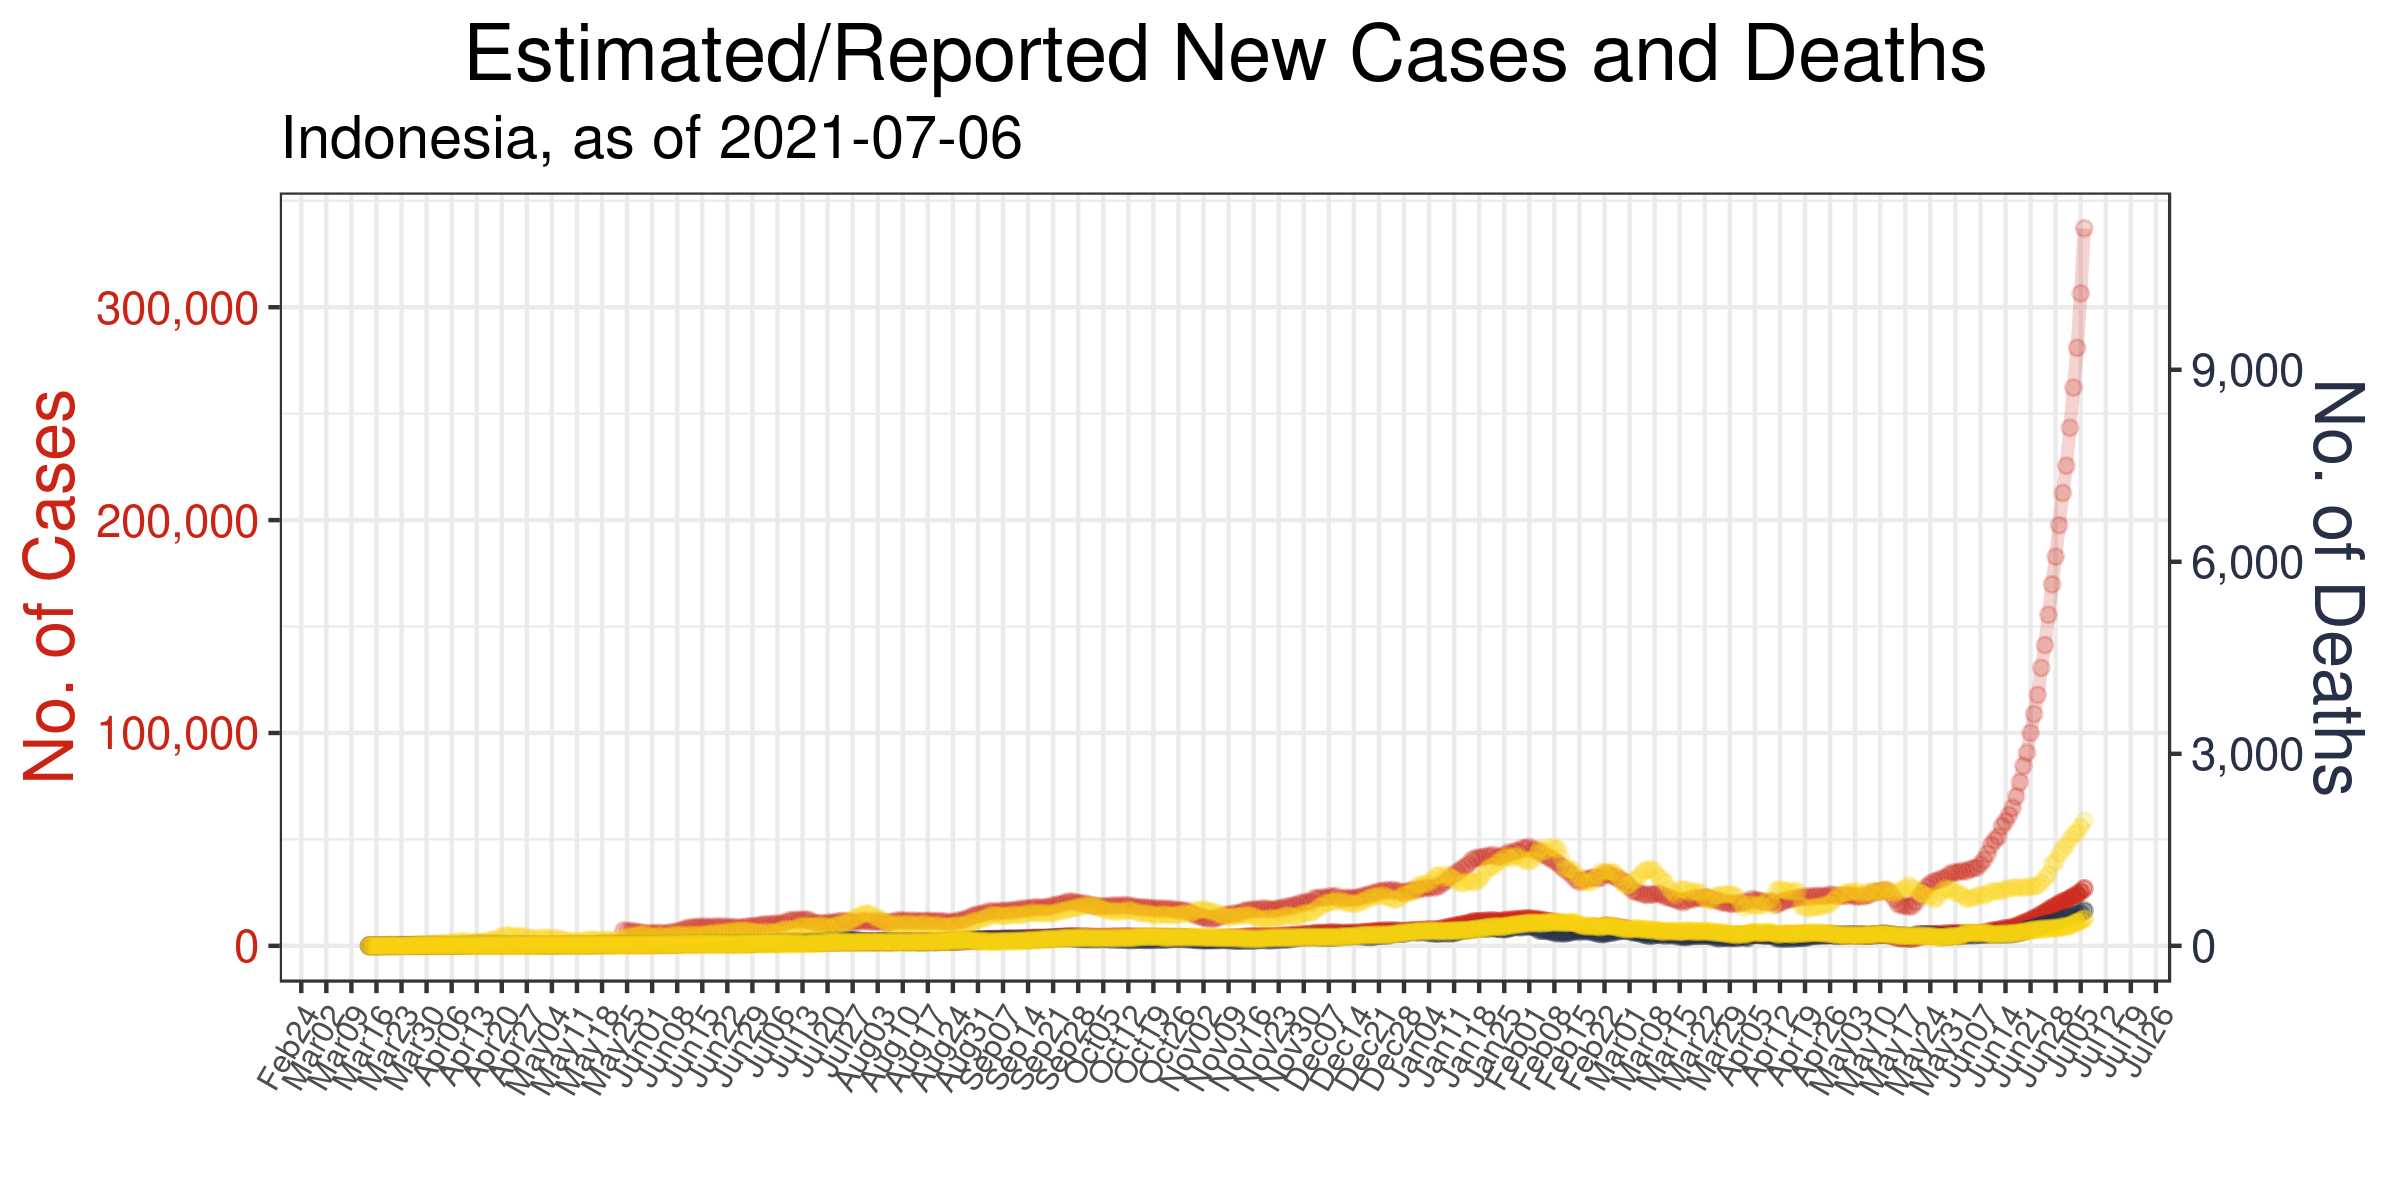 Estimated/Reported New Cases and Deaths
Indonesia, as of 2021-07-06
No. of Cases
300,000
200,000
100,000
0
9,000
6,000
3,000
0
No. of Deaths
Feb24
Mar02
Mar09
Mar16
Mar23
Mar30
Apr06
Apr13
Apr20
Apr27
May04
May11
May18
May25
Jun01
Jun08
Jun15
Jun22
Jun29
Jul06
Jul13
Jul20
Jul27
Aug03
Aug10
Aug17
Aug24
Aug31
Sep07
Sep14
Sep21
Sep28
Oct05
Oct12
Oct19
Oct26
Nov02
Nov09
Nov16
Nov23
Nov30
Dec07
Dec14
Dec21
Dec28
Jan04
Jan11
Jan18
Jan25
Feb01
Feb08
Feb15
Feb22
Mar01
Mar08
Mar15
Mar22
Mar29
Apr05
Apr12
Apr19
Apr26
May03
May10
May17
May24
May31
Jun07
Jun14
Jun21
Jun28
Jul05
Jul12
Jul19
Jul26